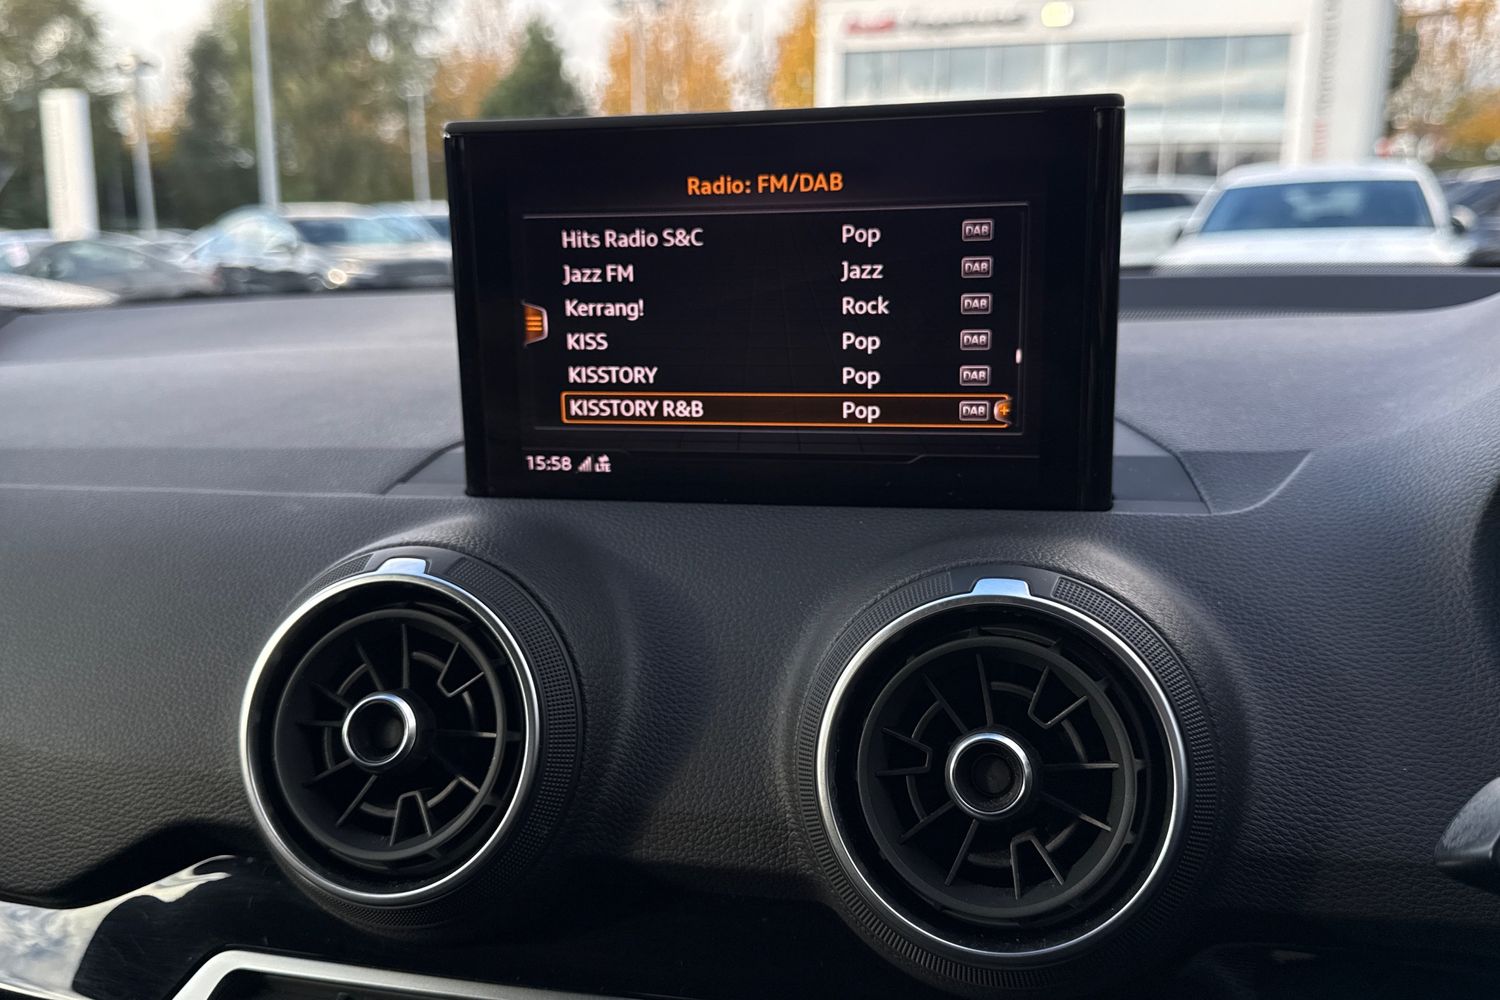 Audi
Radio: FM/DAB
Hits Radio S&C Pop DAB
Jazz FM Jazz DAB
Kerrang! Rock DAB
KISS Pop DAB
KISSTORY Pop DAB
KISSTORY R&B Pop DAB
15:58 LTE